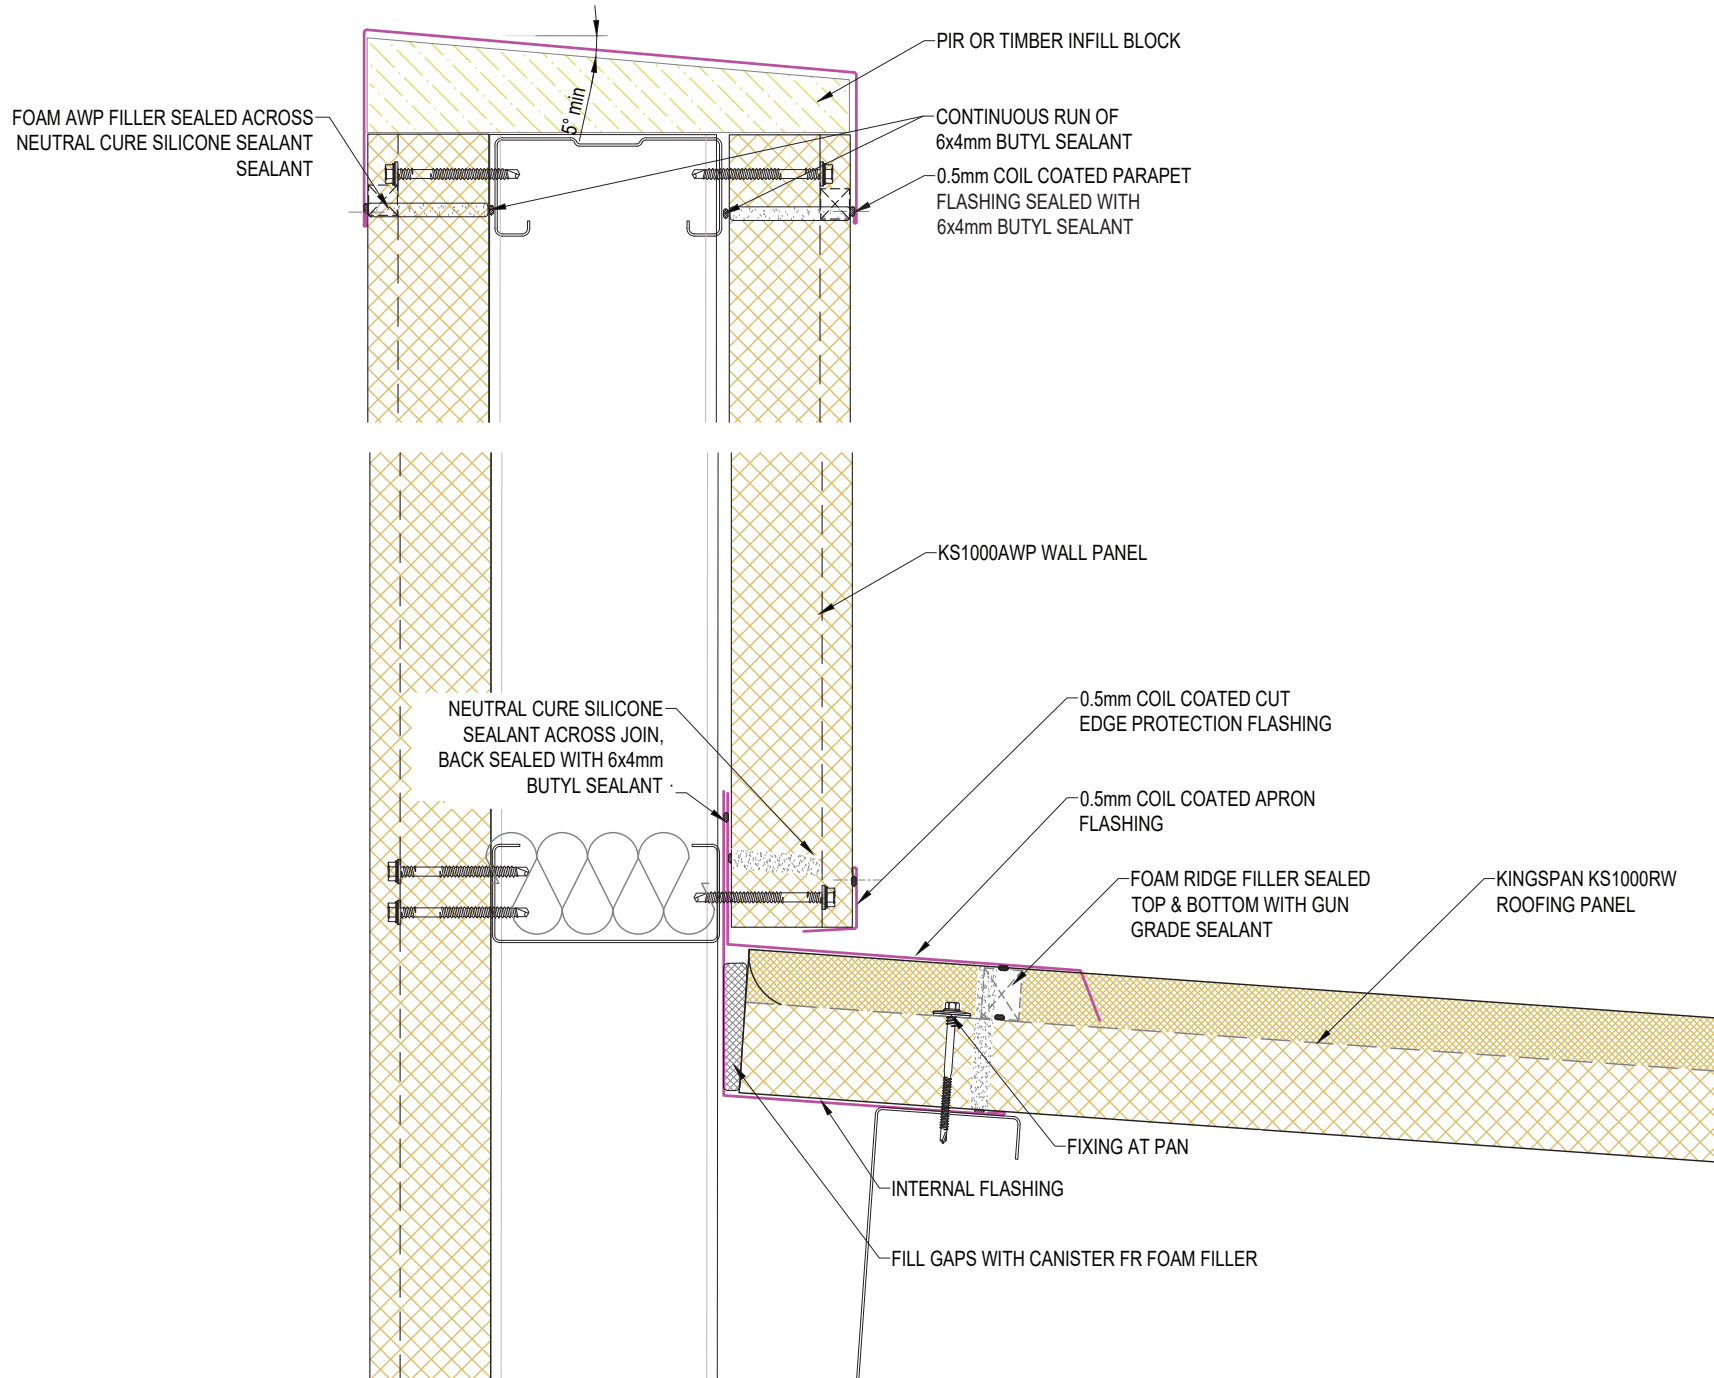 PIR OR TIMBER INFILL BLOCK
5° min
FOAM AWP FILLER SEALED ACROSS
NEUTRAL CURE SILICONE SEALANT
SEALANT
CONTINUOUS RUN OF
6x4mm BUTYL SEALANT
0.5mm COIL COATED PARAPET
FLASHING SEALED WITH
6x4mm BUTYL SEALANT
KS1000AWP WALL PANEL
NEUTRAL CURE SILICONE
SEALANT ACROSS JOIN,
BACK SEALED WITH 6x4mm
BUTYL SEALANT
0.5mm COIL COATED CUT
EDGE PROTECTION FLASHING
0.5mm COIL COATED APRON
FLASHING
FOAM RIDGE FILLER SEALED
TOP & BOTTOM WITH GUN
GRADE SEALANT
KINGSPAN KS1000RW
ROOFING PANEL
FIXING AT PAN
INTERNAL FLASHING
FILL GAPS WITH CANISTER FR FOAM FILLER